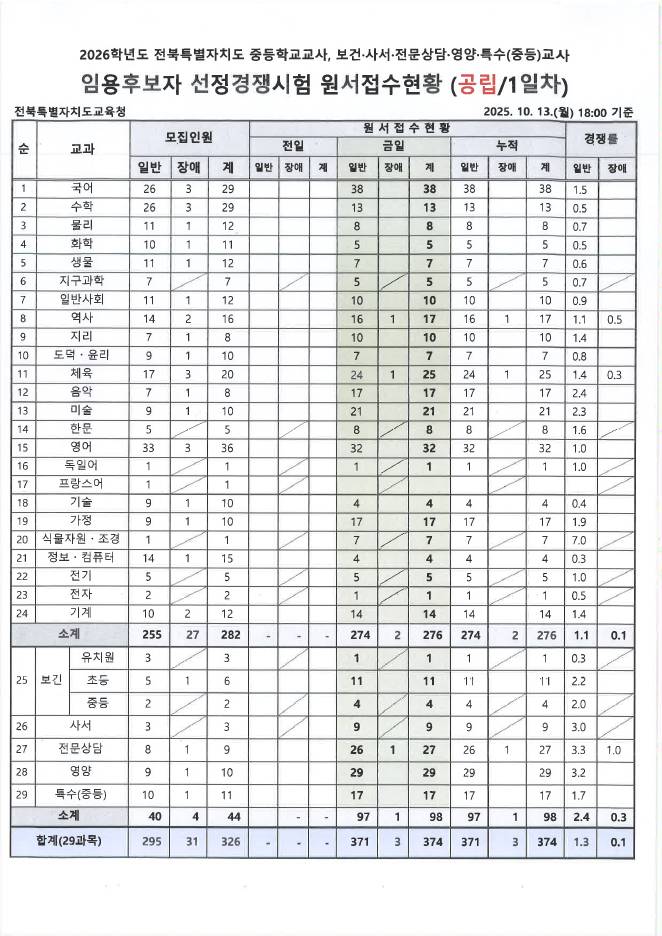 2026학년도 전북특별자치도 중등학교교사, 보건·사서·전문상담·영양·특수(중등)교사
임용후보자 선정경쟁시험 원서접수현황 (공립/1일차)
전북특별자치도교육청 2025. 10. 13.(월) 18:00 기준
순 교과 모집인원 원서접수현황 경쟁률
전일 금일 누적
일반 장애 계 일반 장애 계 일반 장애 계 일반 장애 계 일반 장애
1 국어 26 3 29 38 38 38 38 1.5
2 수학 26 3 29 13 13 13 13 0.5
3 물리 11 1 12 8 8 8 8 0.7
4 화학 10 1 11 5 5 5 5 0.5
5 생물 11 1 12 7 7 7 7 0.6
6 지구과학 7 7 5 5 5 5 0.7
7 일반사회 11 1 12 10 10 10 10 0.9
8 역사 14 2 16 16 1 17 16 1 17 1.1 0.5
9 지리 7 1 8 10 10 10 10 1.4
10 도덕·윤리 9 1 10 7 7 7 7 0.8
11 체육 17 3 20 24 1 25 24 1 25 1.4 0.3
12 음악 7 1 8 17 17 17 17 2.4
13 미술 9 1 10 21 21 21 21 2.3
14 한문 5 5 8 8 8 8 1.6
15 영어 33 3 36 32 32 32 32 1.0
16 독일어 1 1 1 1 1 1 1.0
17 프랑스어 1 1
18 기술 9 1 10 4 4 4 4 0.4
19 가정 9 1 10 17 17 17 17 1.9
20 식물자원·조경 1 1 7 7 7 7 7.0
21 정보·컴퓨터 14 1 15 4 4 4 4 0.3
22 전기 5 5 5 5 5 5 1.0
23 전자 2 2 1 1 1 1 0.5
24 기계 10 2 12 14 14 14 14 1.4
소계 255 27 282 - - - 274 2 276 274 2 276 1.1 0.1
25 보건 유치원 3 3 1 1 1 1 0.3
초등 5 1 6 11 11 11 11 2.2
중등 2 2 4 4 4 4 2.0
26 사서 3 3 9 9 9 9 3.0
27 전문상담 8 1 9 26 1 27 26 1 27 3.3 1.0
28 영양 9 1 10 29 29 29 29 3.2
29 특수(중등) 10 1 11 17 17 17 17 1.7
소계 40 4 44 - - 97 1 98 97 1 98 2.4 0.3
합계(29과목) 295 31 326 - - - 371 3 374 371 3 374 1.3 0.1